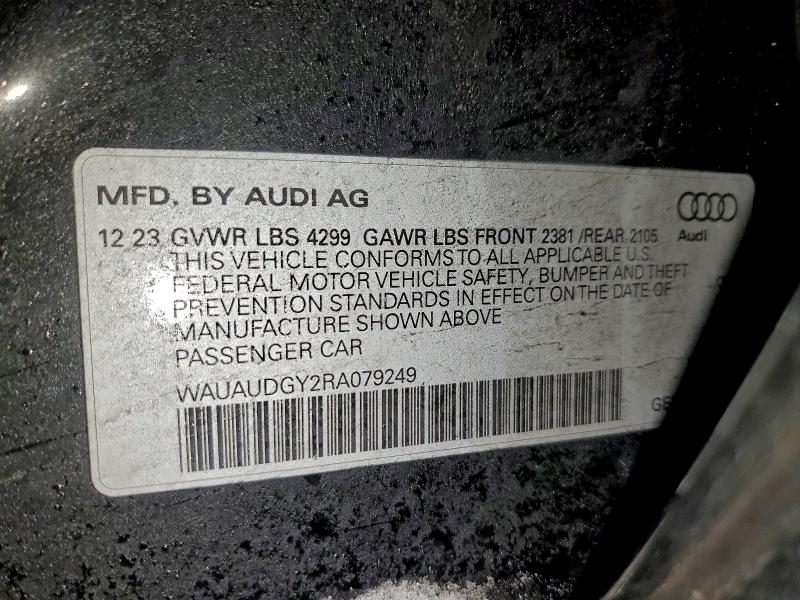 MFD. BY AUDI AG
12 23 GVWR LBS 4299 GAWR LBS FRONT 2381 /REAR 2105
Audi
THIS VEHICLE CONFORMS TO ALL APPLICABLE U.S.
FEDERAL MOTOR VEHICLE SAFETY, BUMPER AND THEFT
PREVENTION STANDARDS IN EFFECT ON THE DATE OF
MANUFACTURE SHOWN ABOVE
PASSENGER CAR
WAUAUDGY2RA079249